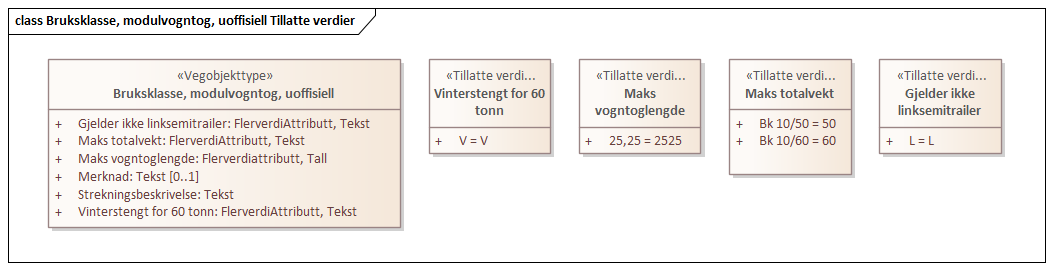 class Bruksklasse, modulvogntog, uoffisiell Tillatte verdier
«Vegobjekttype»
Bruksklasse, modulvogntog, uoffisiell
+ Gjelder ikke linksemitrailer: FlerverdiAttributt, Tekst
+ Maks totalvekt: FlerverdiAttributt, Tekst
+ Maks vogntoglengde: Flerverdiattributt, Tall
+ Merknad: Tekst [0..1]
+ Strekningsbeskrivelse: Tekst
+ Vinterstengt for 60 tonn: FlerverdiAttributt, Tekst
«Tillatte verdi...
Vinterstengt for 60
tonn
+ V = V
«Tillatte verdi...
Maks
vogntoglengde
+ 25,25 = 2525
«Tillatte verdi...
Maks totalvekt
+ Bk 10/50 = 50
+ Bk 10/60 = 60
«Tillatte verdi...
Gjelder ikke
linksemitrailer
+ L = L